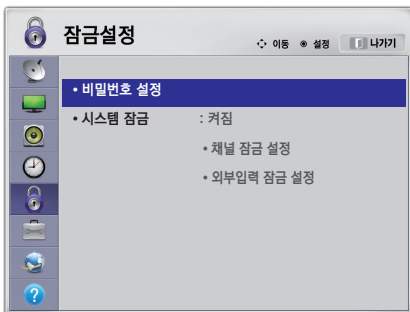 잠금설정
이동 설정 나가기
• 비밀번호 설정
• 시스템 잠금 : 켜짐
• 채널 잠금 설정
• 외부입력 잠금 설정
?